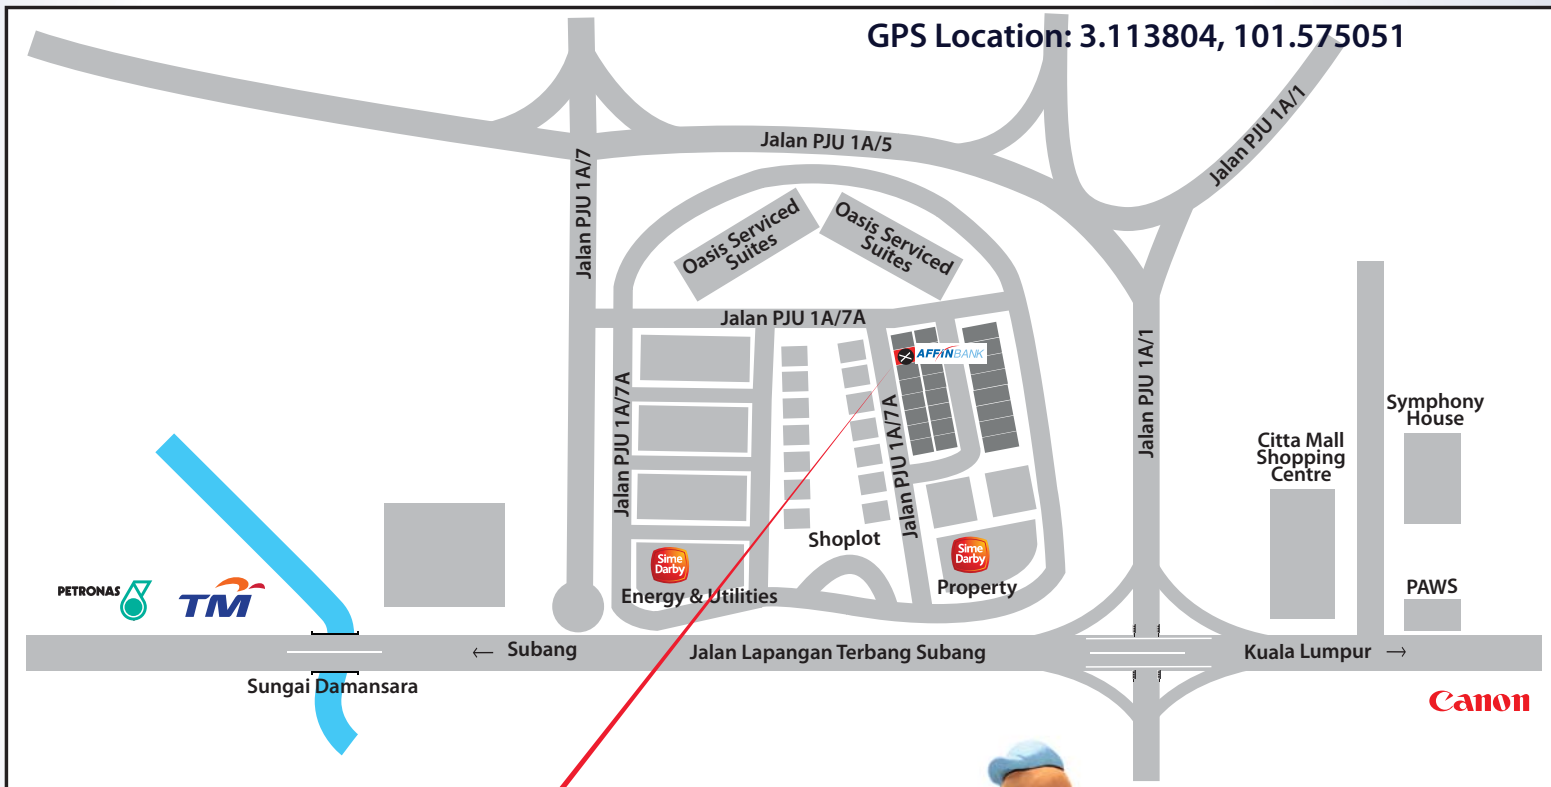 GPS Location: 3.113804, 101.575051
Jalan PJU 1A/1
Jalan PJU 1A/5
Jalan PJU 1A/7
Oasis Serviced
Suites
Oasis Serviced
Suites
Jalan PJU 1A/7A
AFFINBANK
Jalan PJU 1A/1
Jalan PJU 1A/7A
Jalan PJU 1A/7A
Symphony
House
Citta Mall
Shopping
Centre
Shoplot
Sime
Darby
Energy & Utilities
Sime
Darby
Property
PETRONAS
TM
PAWS
← Subang
Jalan Lapangan Terbang Subang
Kuala Lumpur →
Sungai Damansara
Canon